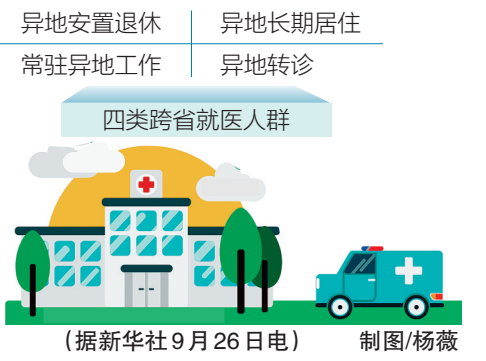 异地安置退休 异地长期居住
常驻异地工作 异地转诊
四类跨省就医人群
（据新华社9月26日电） 制图/杨薇